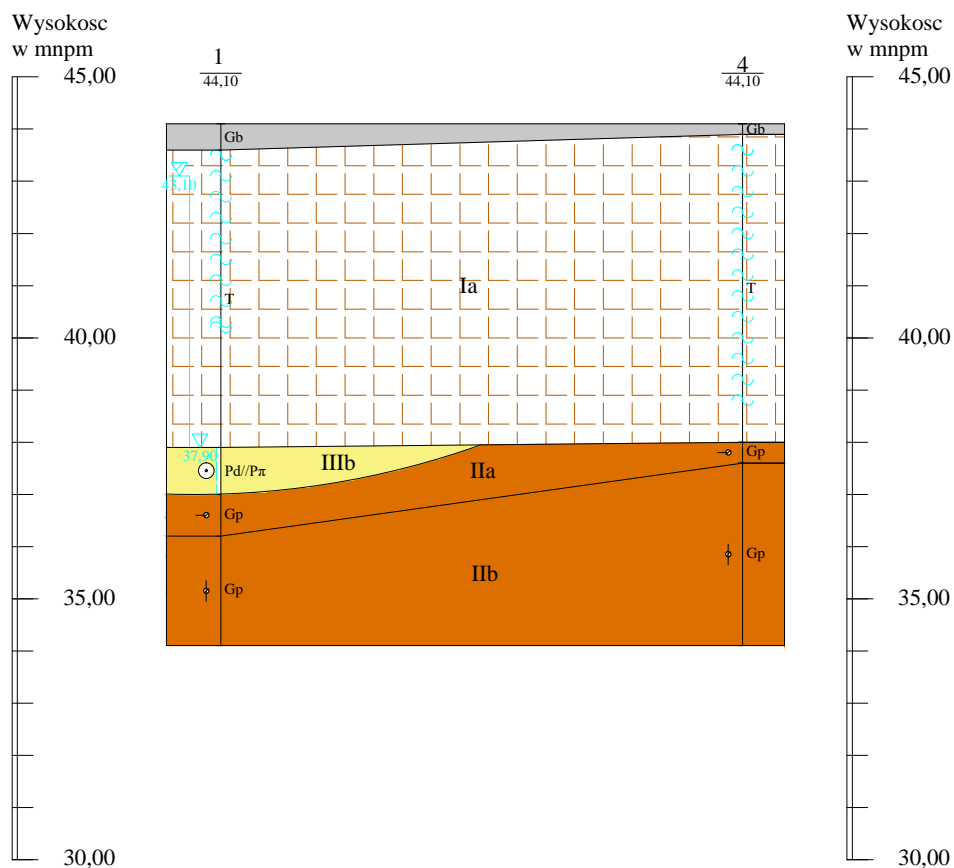 Wysokosc
w mnpm
Wysokosc
w mnpm
1
44,10
4
44,10
45,00
45,00
Gb
Gb
43,10
Ia
T
T
40,00
40,00
37,90
IIIb
IIa
Gp
Pd//Pπ
Gp
Gp
IIb
Gp
35,00
35,00
30,00
30,00